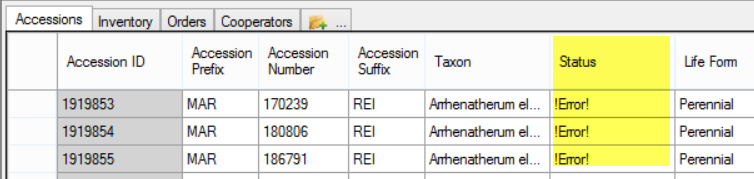 Accessions Inventory Orders Cooperators ...
Accession ID Accession Prefix Accession Number Accession Suffix Taxon Status Life Form
1919853 MAR 170239 REI Arrhenatherum el... !Error! Perennial
1919854 MAR 180806 REI Arrhenatherum el... !Error! Perennial
1919855 MAR 186791 REI Arrhenatherum el... !Error! Perennial